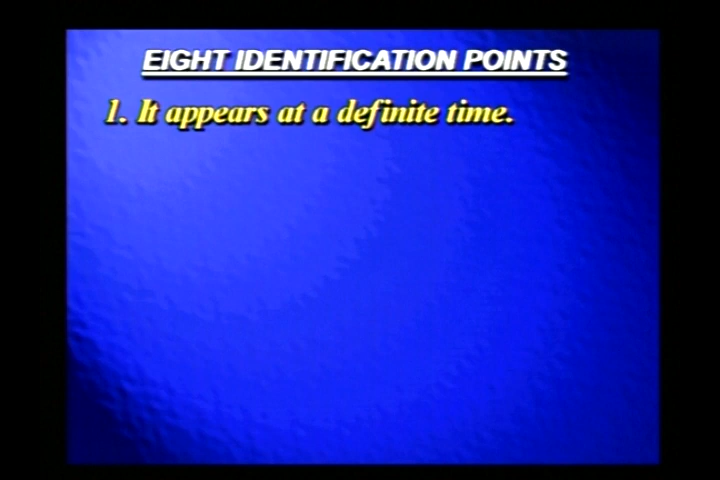 EIGHT IDENTIFICATION POINTS
1. It appears at a definite time.